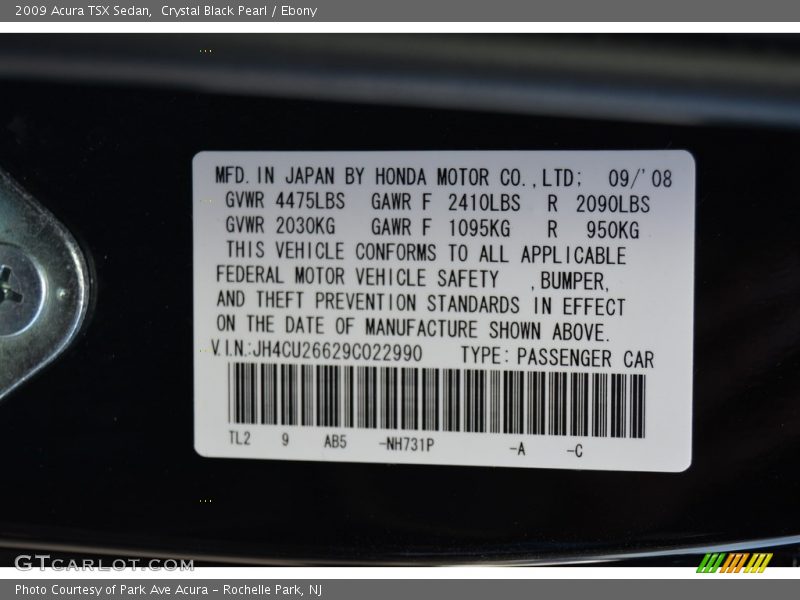 2009 Acura TSX Sedan, Crystal Black Pearl / Ebony
MFD. IN JAPAN BY HONDA MOTOR CO., LTD; 09/'08
GVWR 4475LBS GAWR F 2410LBS R 2090LBS
GVWR 2030KG GAWR F 1095KG R 950KG
THIS VEHICLE CONFORMS TO ALL APPLICABLE
FEDERAL MOTOR VEHICLE SAFETY ,BUMPER,
AND THEFT PREVENTION STANDARDS IN EFFECT
ON THE DATE OF MANUFACTURE SHOWN ABOVE.
V.I.N.:JH4CU26629C022990 TYPE: PASSENGER CAR
TL2 9 AB5 -NH731P -A -C
GTCARLOT.COM
Photo Courtesy of Park Ave Acura - Rochelle Park, NJ